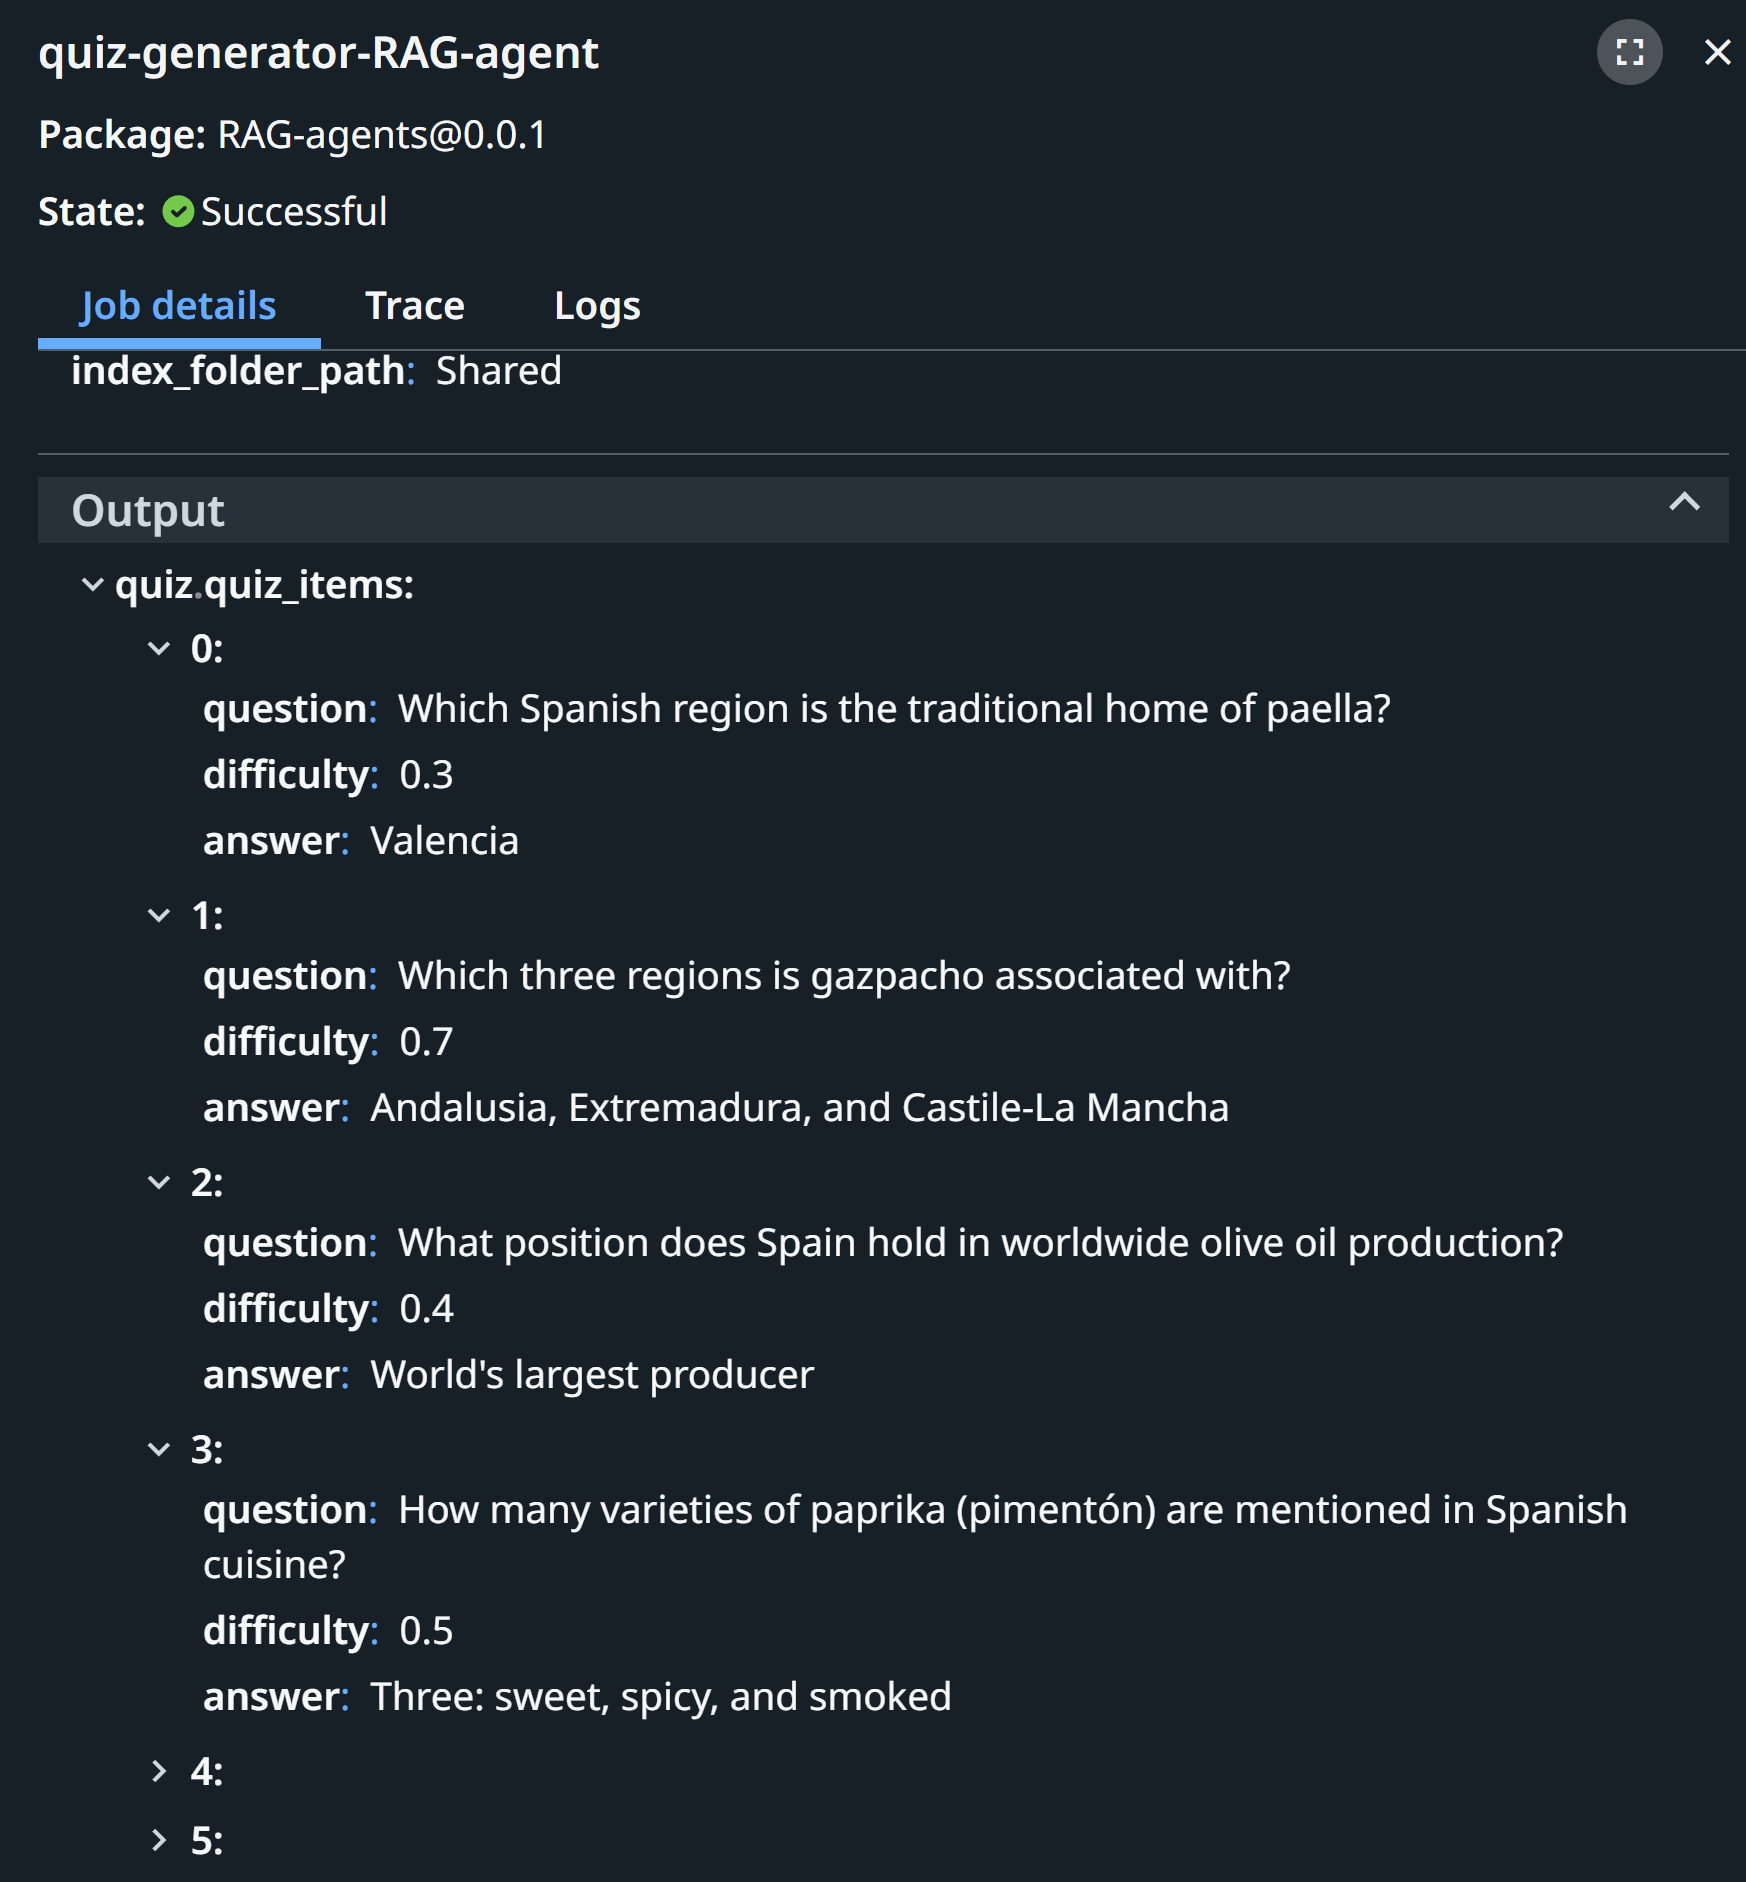 quiz-generator-RAG-agent
Package: RAG-agents@0.0.1
State: Successful
Job details Trace Logs
index_folder_path: Shared
Output
quiz.quiz_items:
0:
question: Which Spanish region is the traditional home of paella?
difficulty: 0.3
answer: Valencia
1:
question: Which three regions is gazpacho associated with?
difficulty: 0.7
answer: Andalusia, Extremadura, and Castile-La Mancha
2:
question: What position does Spain hold in worldwide olive oil production?
difficulty: 0.4
answer: World's largest producer
3:
question: How many varieties of paprika (pimentón) are mentioned in Spanish
cuisine?
difficulty: 0.5
answer: Three: sweet, spicy, and smoked
4:
5: